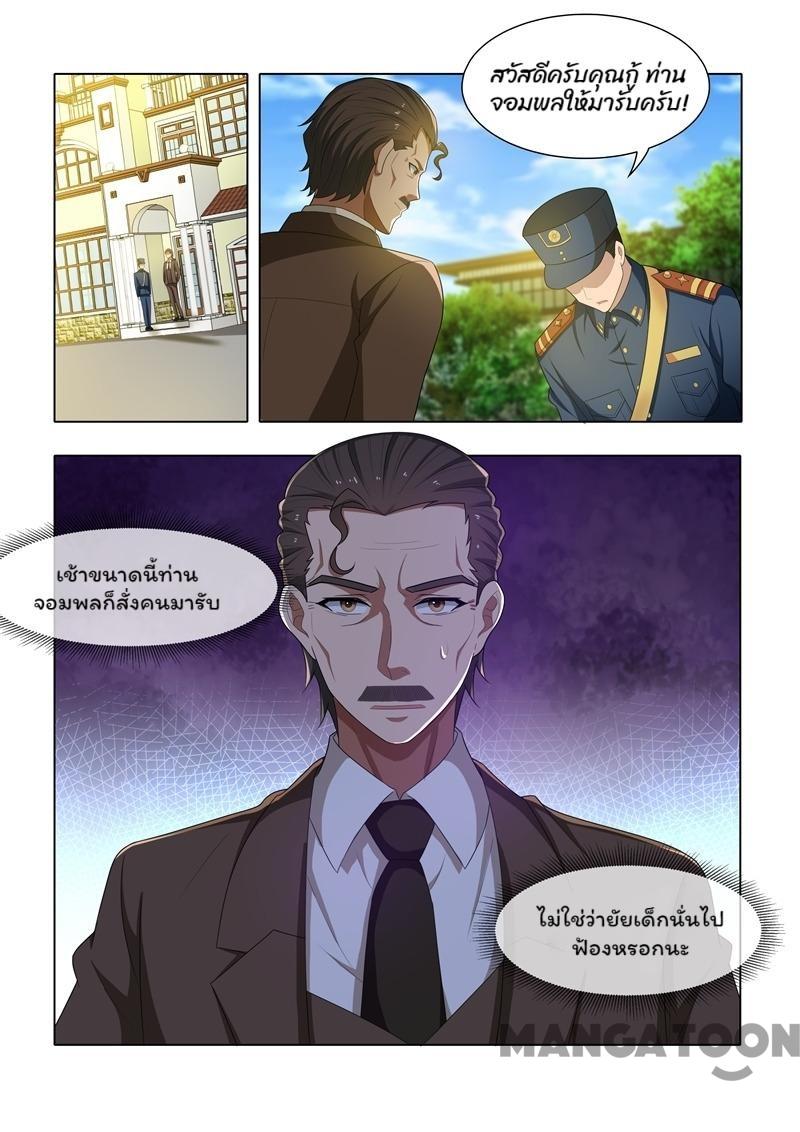 สวัสดีครับคุณกู้ ท่าน
จอมพลให้มารับครับ!
เช้าขนาดนี้ท่าน
จอมพลก็สั่งคนมารับ
ไม่ใช่ว่ายัยเด็กนั่นไป
ฟ้องหรอกนะ
MANGATOON